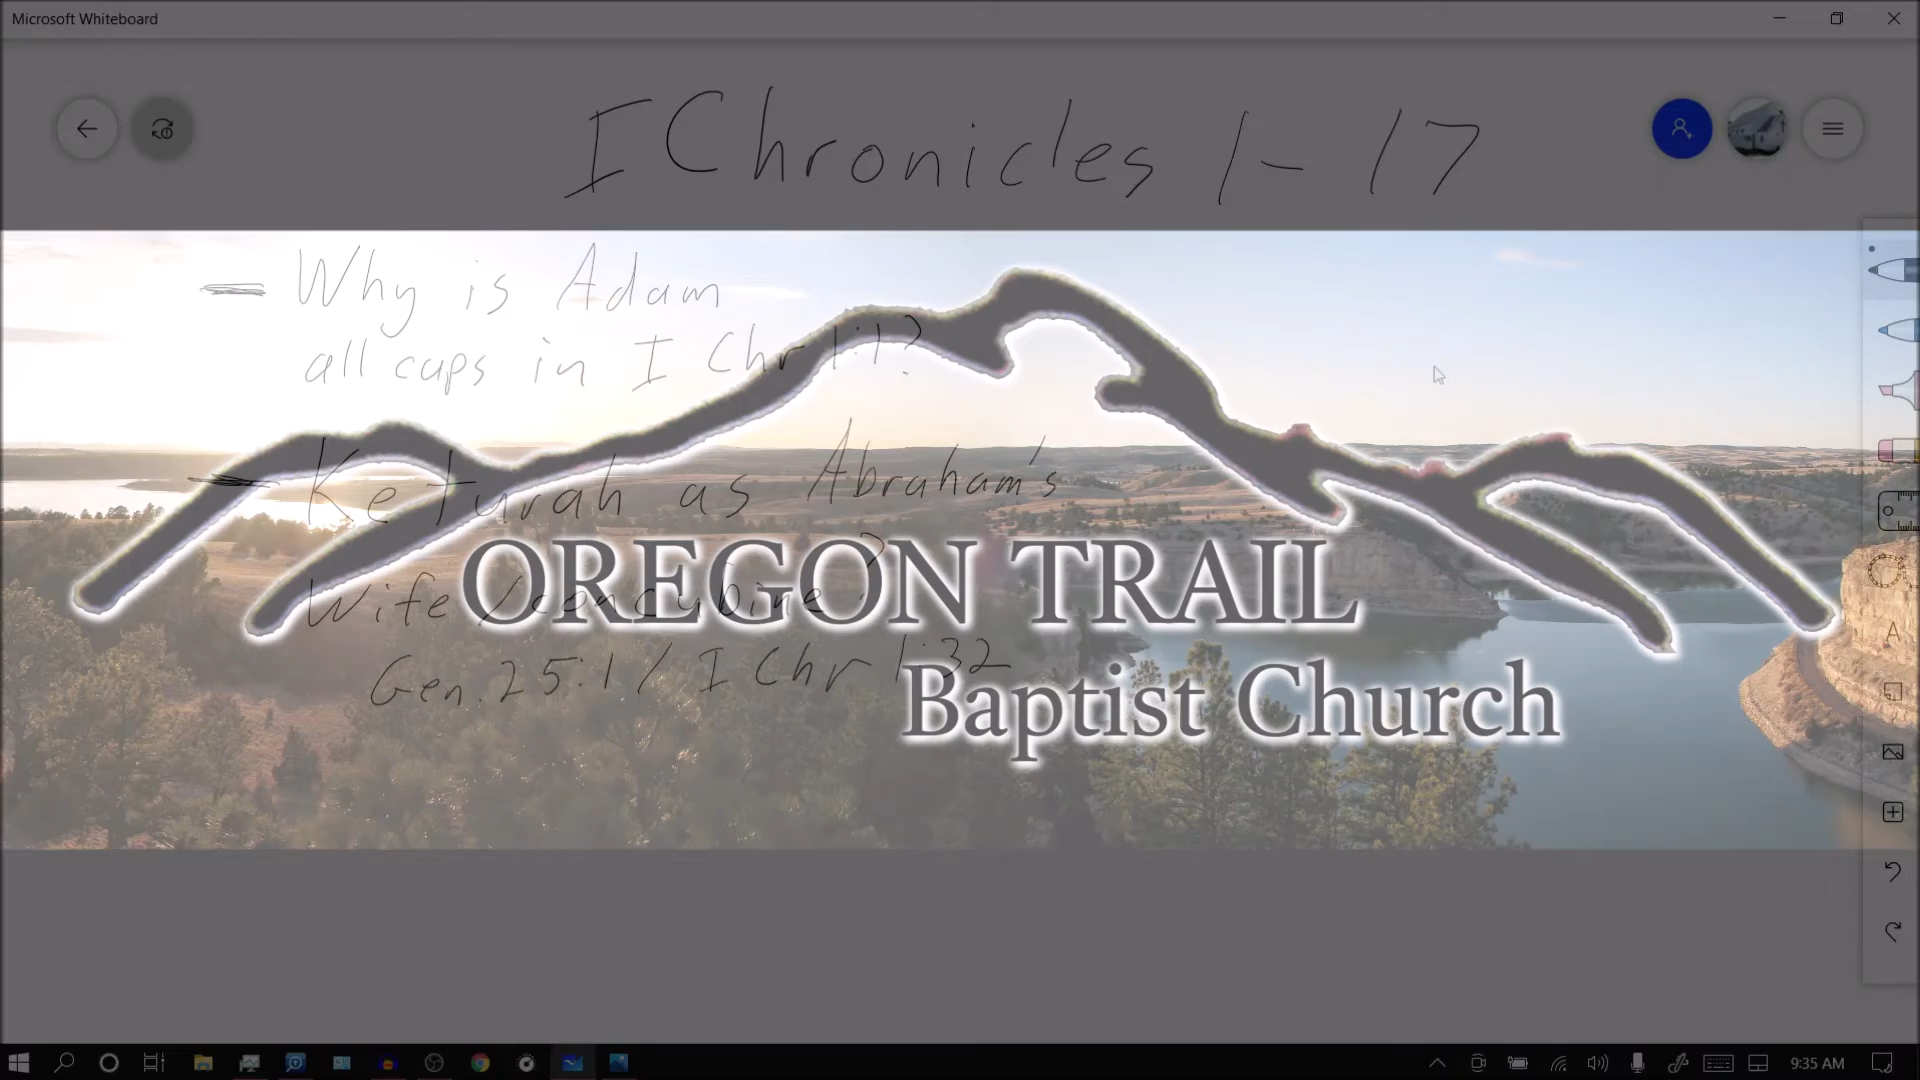 Microsoft Whiteboard
I Chronicles 1-17
Why is Adam
all caps in I Chr 1:1?
Keturah as Abraham's
Wife/concubine?
Gen. 25:1/ I Chr 1:32
OREGON TRAIL
Baptist Church
9:35 AM